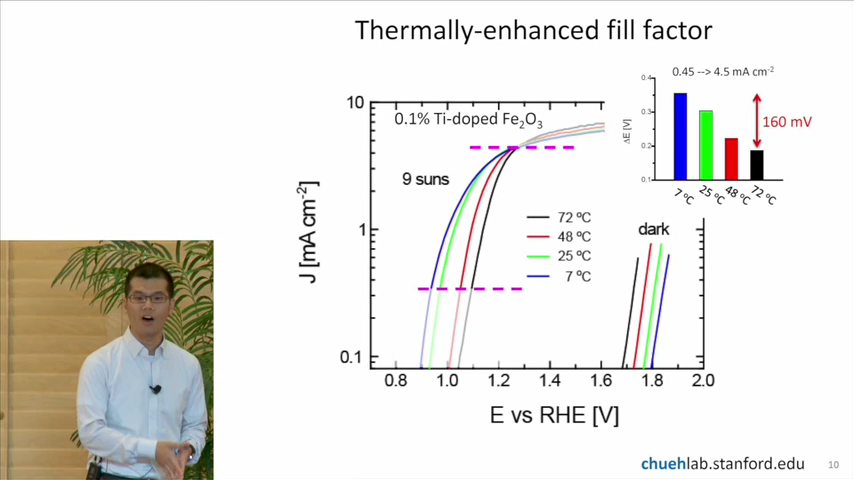 Thermally-enhanced fill factor
0.45 --> 4.5 mA cm-2
0.4
0.3
0.2
0.1
ΔE [V]
160 mV
7 ºC
25 ºC
48 ºC
72 ºC
10
1
0.1
J [mA cm-2]
0.1% Ti-doped Fe2O3
9 suns
72 ºC
48 ºC
25 ºC
7 ºC
dark
0.8 1.0 1.2 1.4 1.6 1.8 2.0
E vs RHE [V]
chuehlab.stanford.edu
10